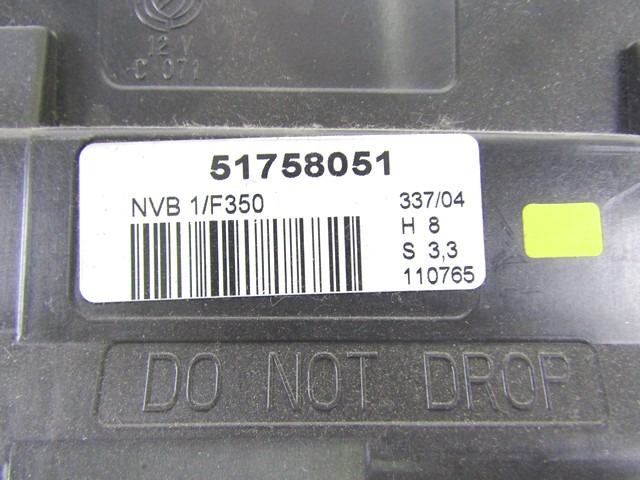 12 V
C 071
51758051
NVB 1/F350
337/04
H 8
S 3,3
110765
DO NOT DROP